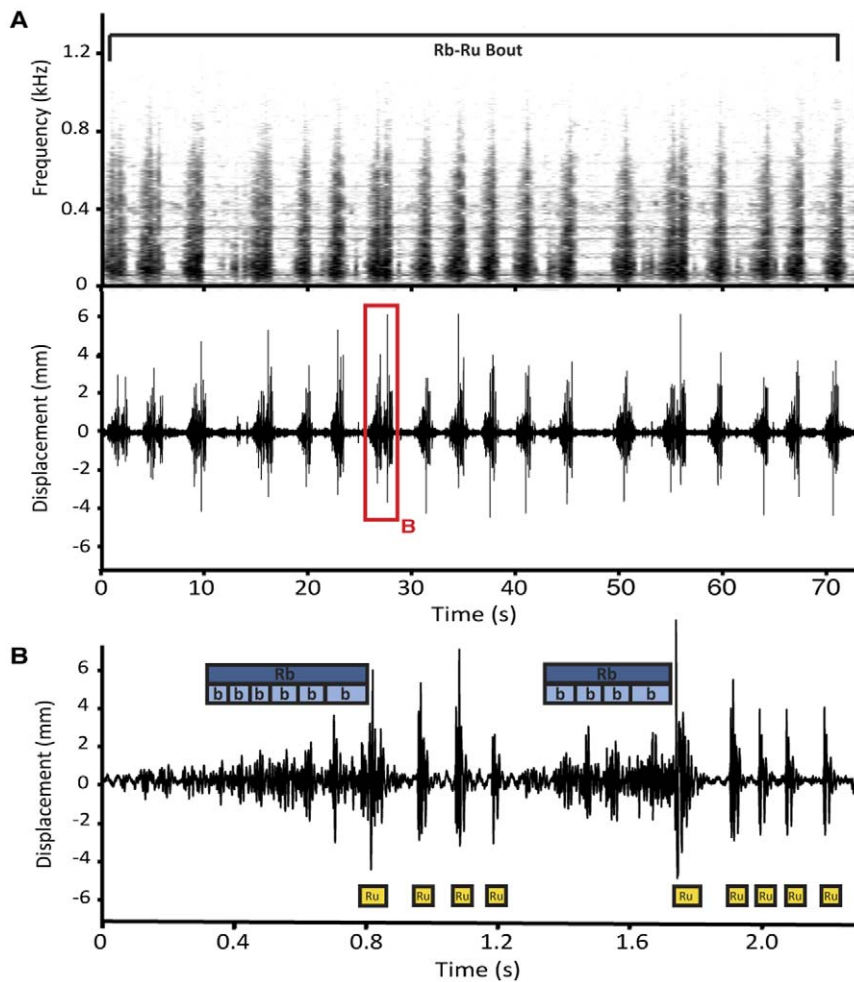 A
Rb-Ru Bout
Frequency (kHz)
1.2
0.8
0.4
0
Displacement (mm)
6
4
2
0
-2
-4
-6
B
0 10 20 30 40 50 60 70
Time (s)
B
Displacement (mm)
6
4
2
0
-2
-4
-6
Rb Rb
b b b b b b b b b b
Ru Ru Ru Ru Ru Ru Ru Ru Ru
0 0.4 0.8 1.2 1.6 2.0
Time (s)